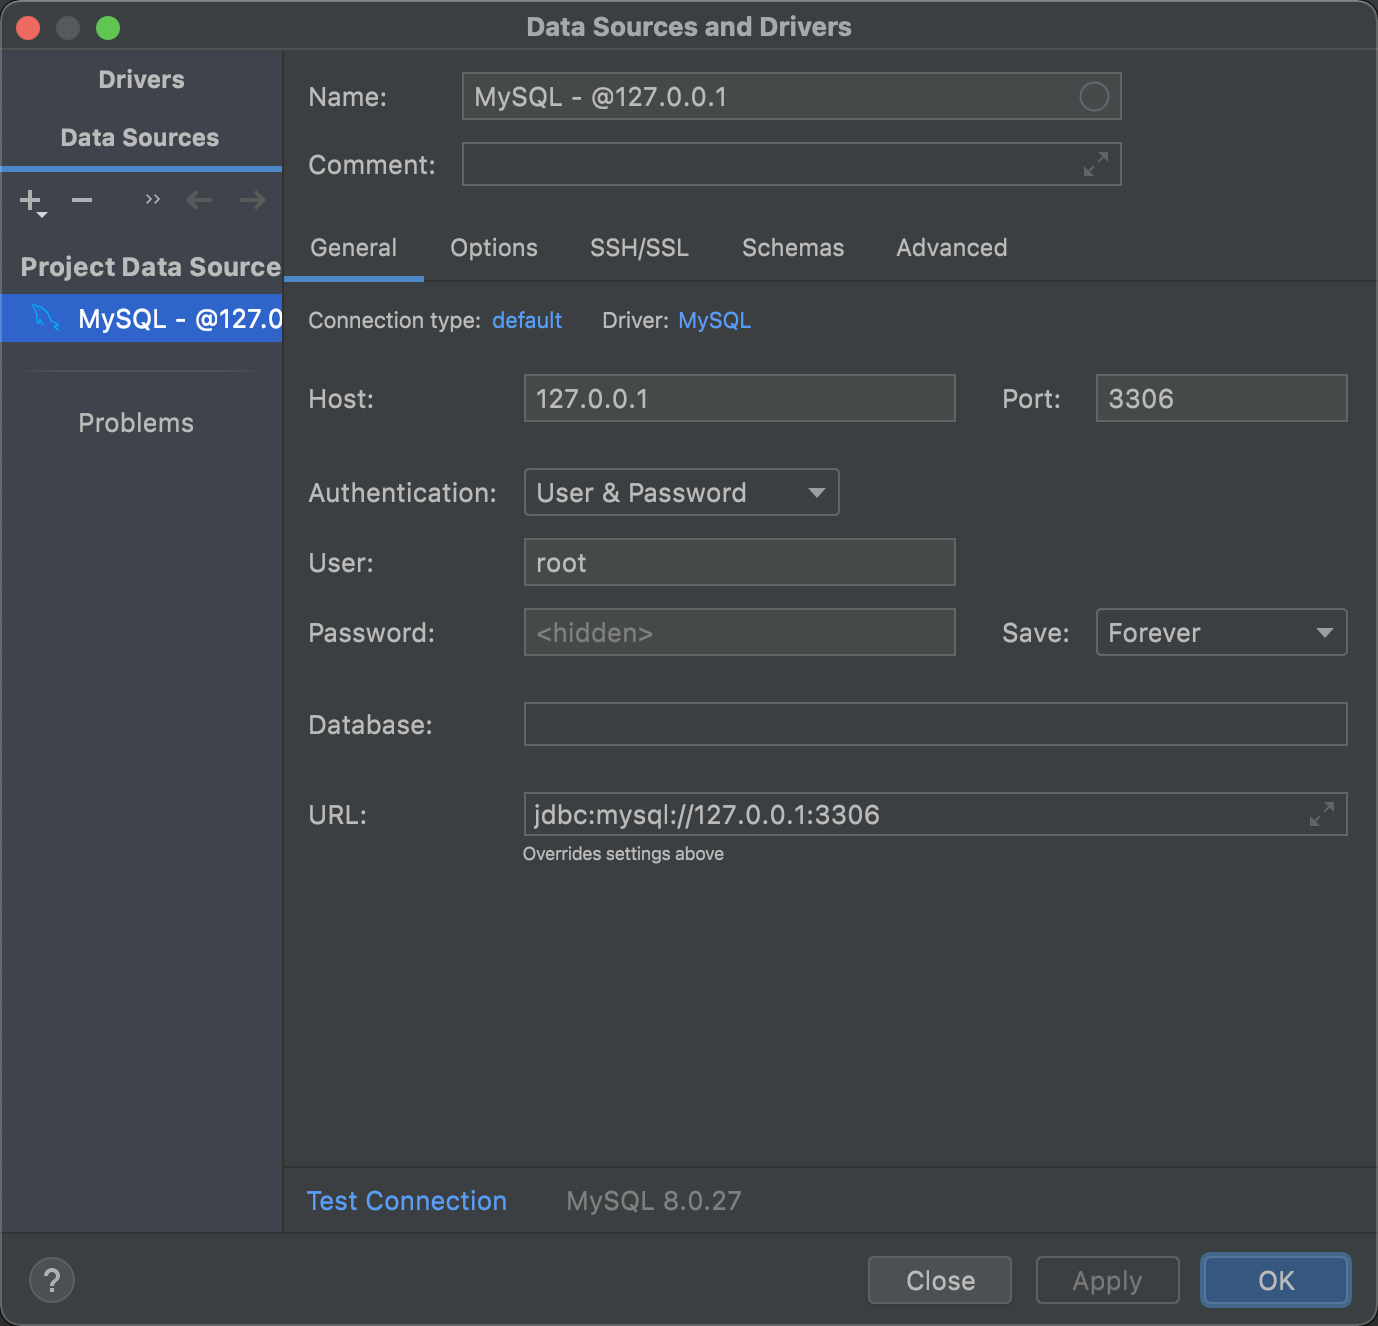 Data Sources and Drivers
Drivers
Data Sources
Project Data Source
MySQL - @127.0
Problems
Name: MySQL - @127.0.0.1
Comment:
General Options SSH/SSL Schemas Advanced
Connection type: default Driver: MySQL
Host: 127.0.0.1 Port: 3306
Authentication: User & Password
User: root
Password: <hidden> Save: Forever
Database:
URL: jdbc:mysql://127.0.0.1:3306
Overrides settings above
Test Connection MySQL 8.0.27
? Close Apply OK